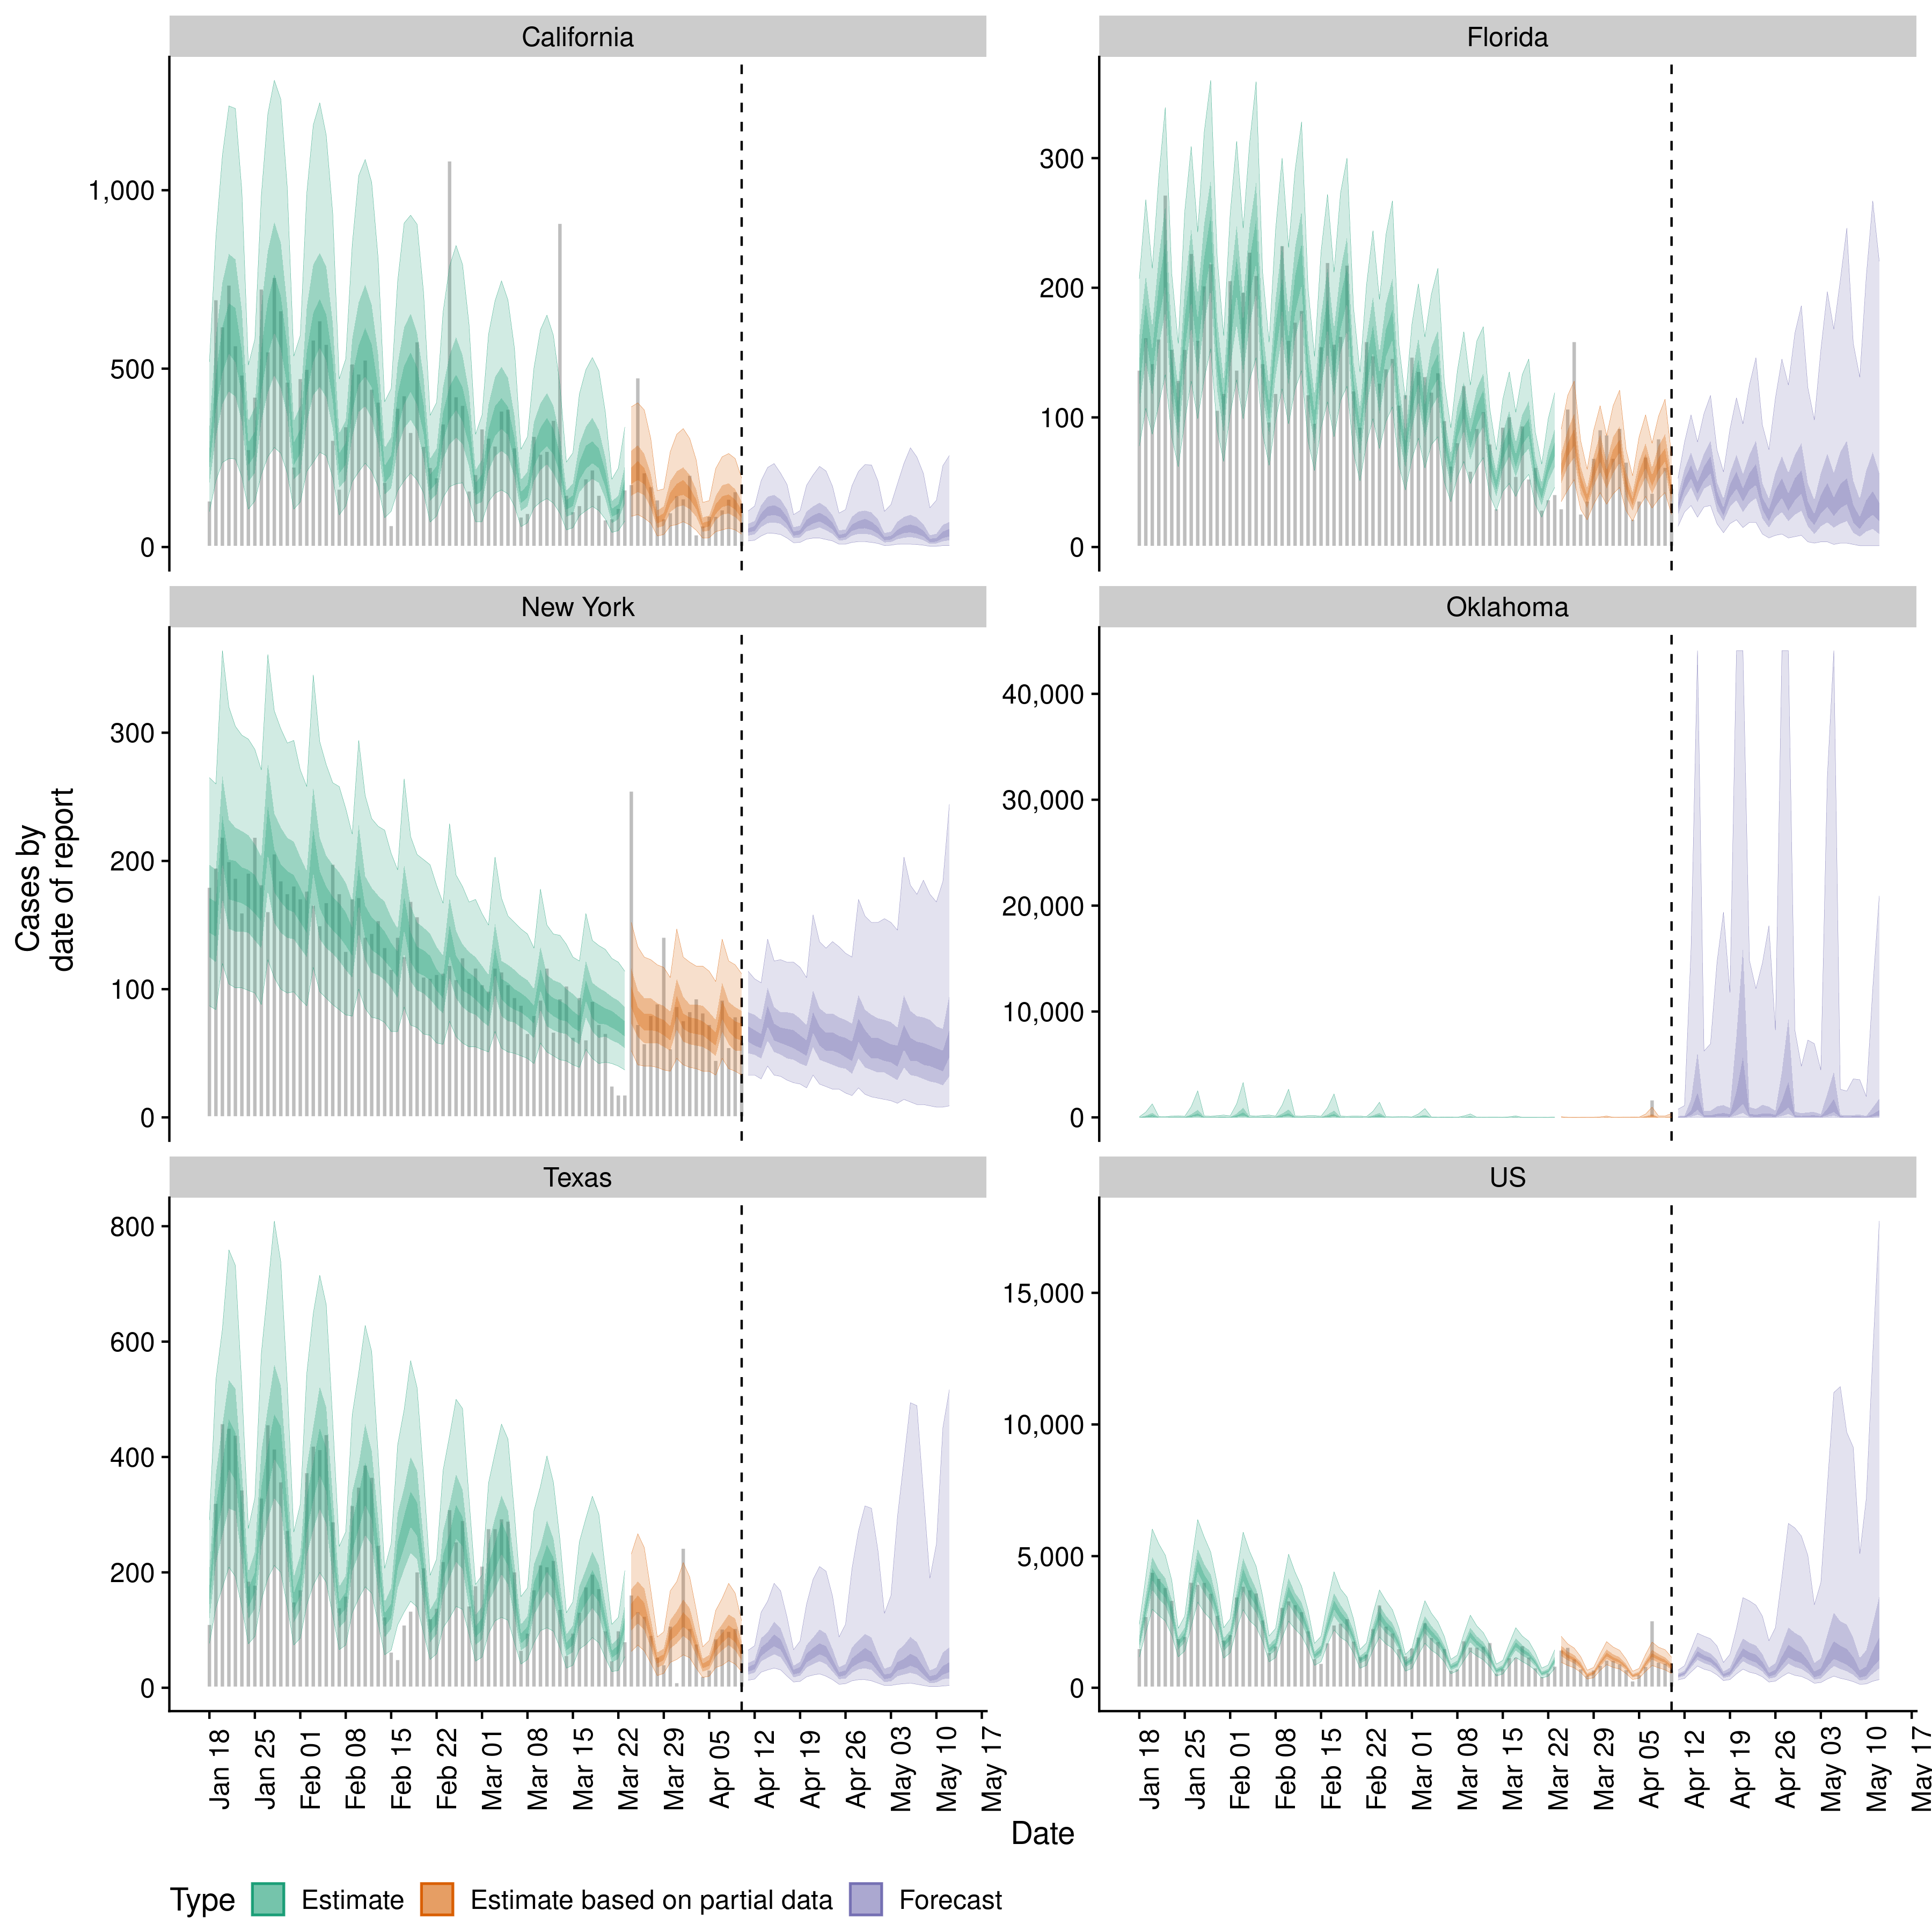 California
Florida
1,000
500
0
300
200
100
0
New York
Oklahoma
300
200
100
0
40,000
30,000
20,000
10,000
0
Texas
US
800
600
400
200
0
15,000
10,000
5,000
0
Cases by
date of report
Jan 18
Jan 25
Feb 01
Feb 08
Feb 15
Feb 22
Mar 01
Mar 08
Mar 15
Mar 22
Mar 29
Apr 05
Apr 12
Apr 19
Apr 26
May 03
May 10
May 17
Jan 18
Jan 25
Feb 01
Feb 08
Feb 15
Feb 22
Mar 01
Mar 08
Mar 15
Mar 22
Mar 29
Apr 05
Apr 12
Apr 19
Apr 26
May 03
May 10
May 17
Date
Type Estimate Estimate based on partial data Forecast